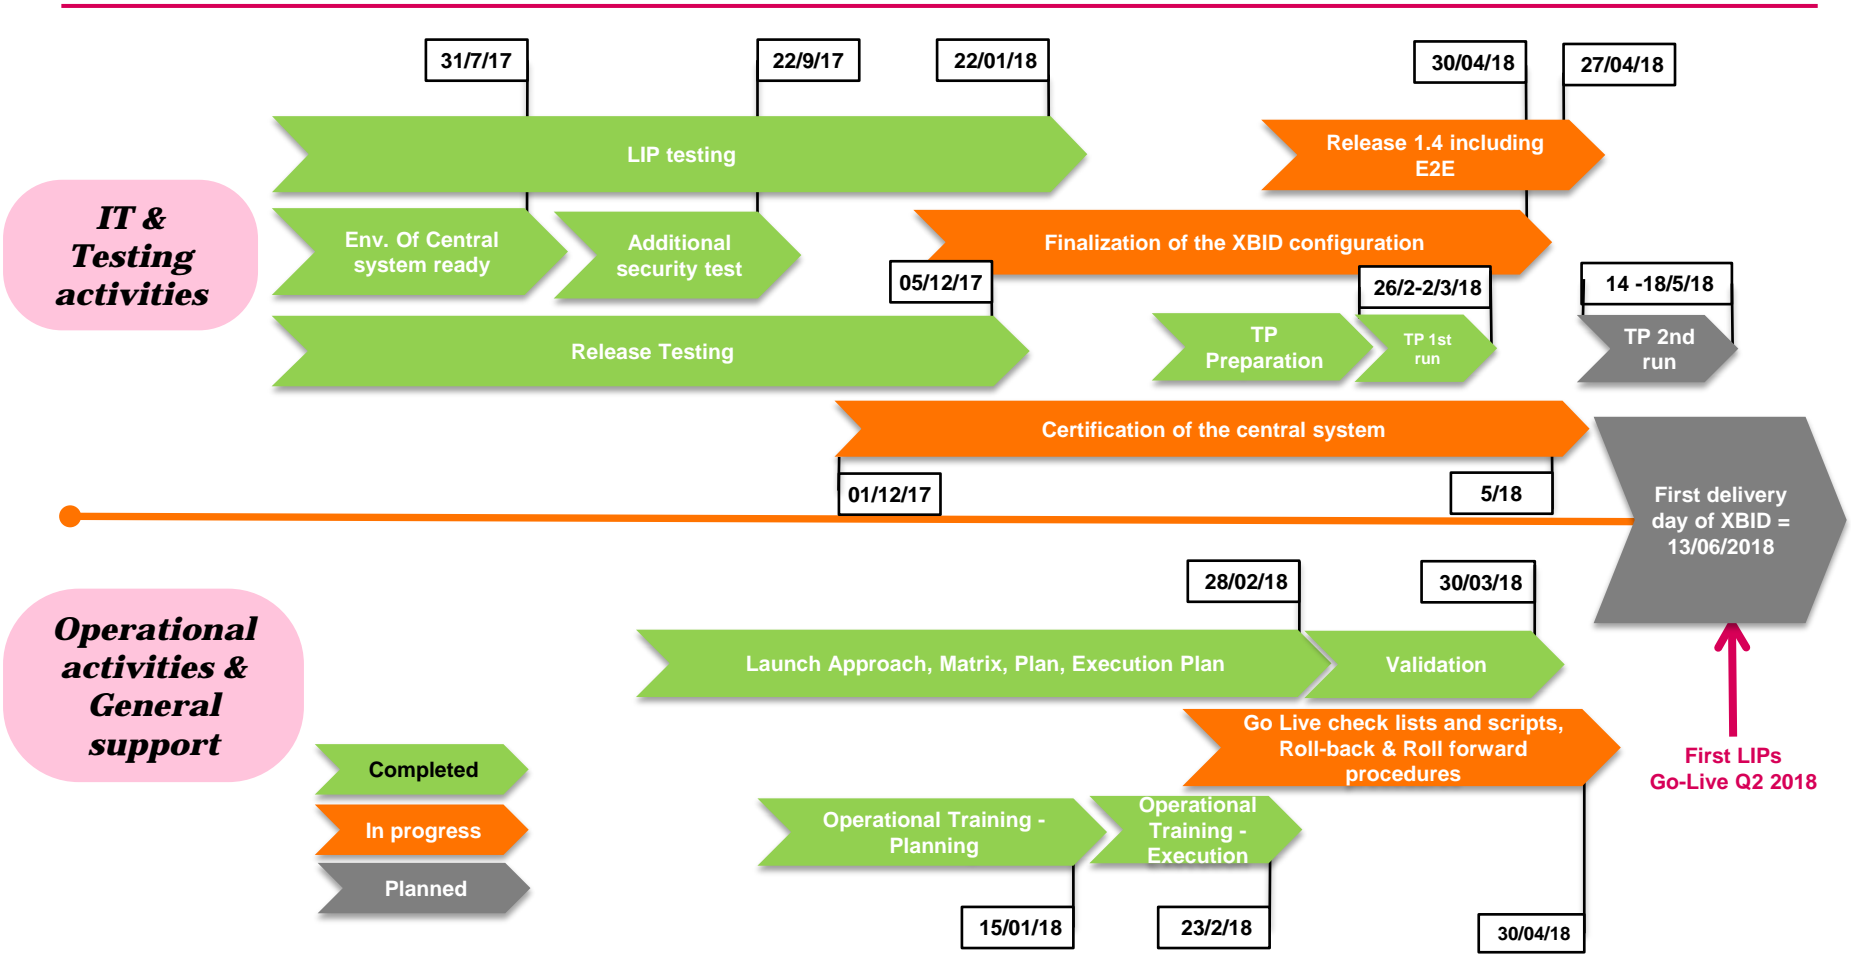 31/7/17
22/9/17
22/01/18
30/04/18
27/04/18
LIP testing
Release 1.4 including
E2E
IT &
Testing
activities
Env. Of Central
system ready
Additional
security test
Finalization of the XBID configuration
05/12/17
26/2-2/3/18
14 -18/5/18
Release Testing
TP
Preparation
TP 1st
run
TP 2nd
run
Certification of the central system
01/12/17
5/18
First delivery
day of XBID =
13/06/2018
28/02/18
30/03/18
Operational
activities &
General
support
Launch Approach, Matrix, Plan, Execution Plan
Validation
Go Live check lists and scripts,
Roll-back & Roll forward
procedures
First LIPs
Go-Live Q2 2018
Completed
In progress
Planned
Operational Training -
Planning
Operational
Training -
Execution
15/01/18
23/2/18
30/04/18